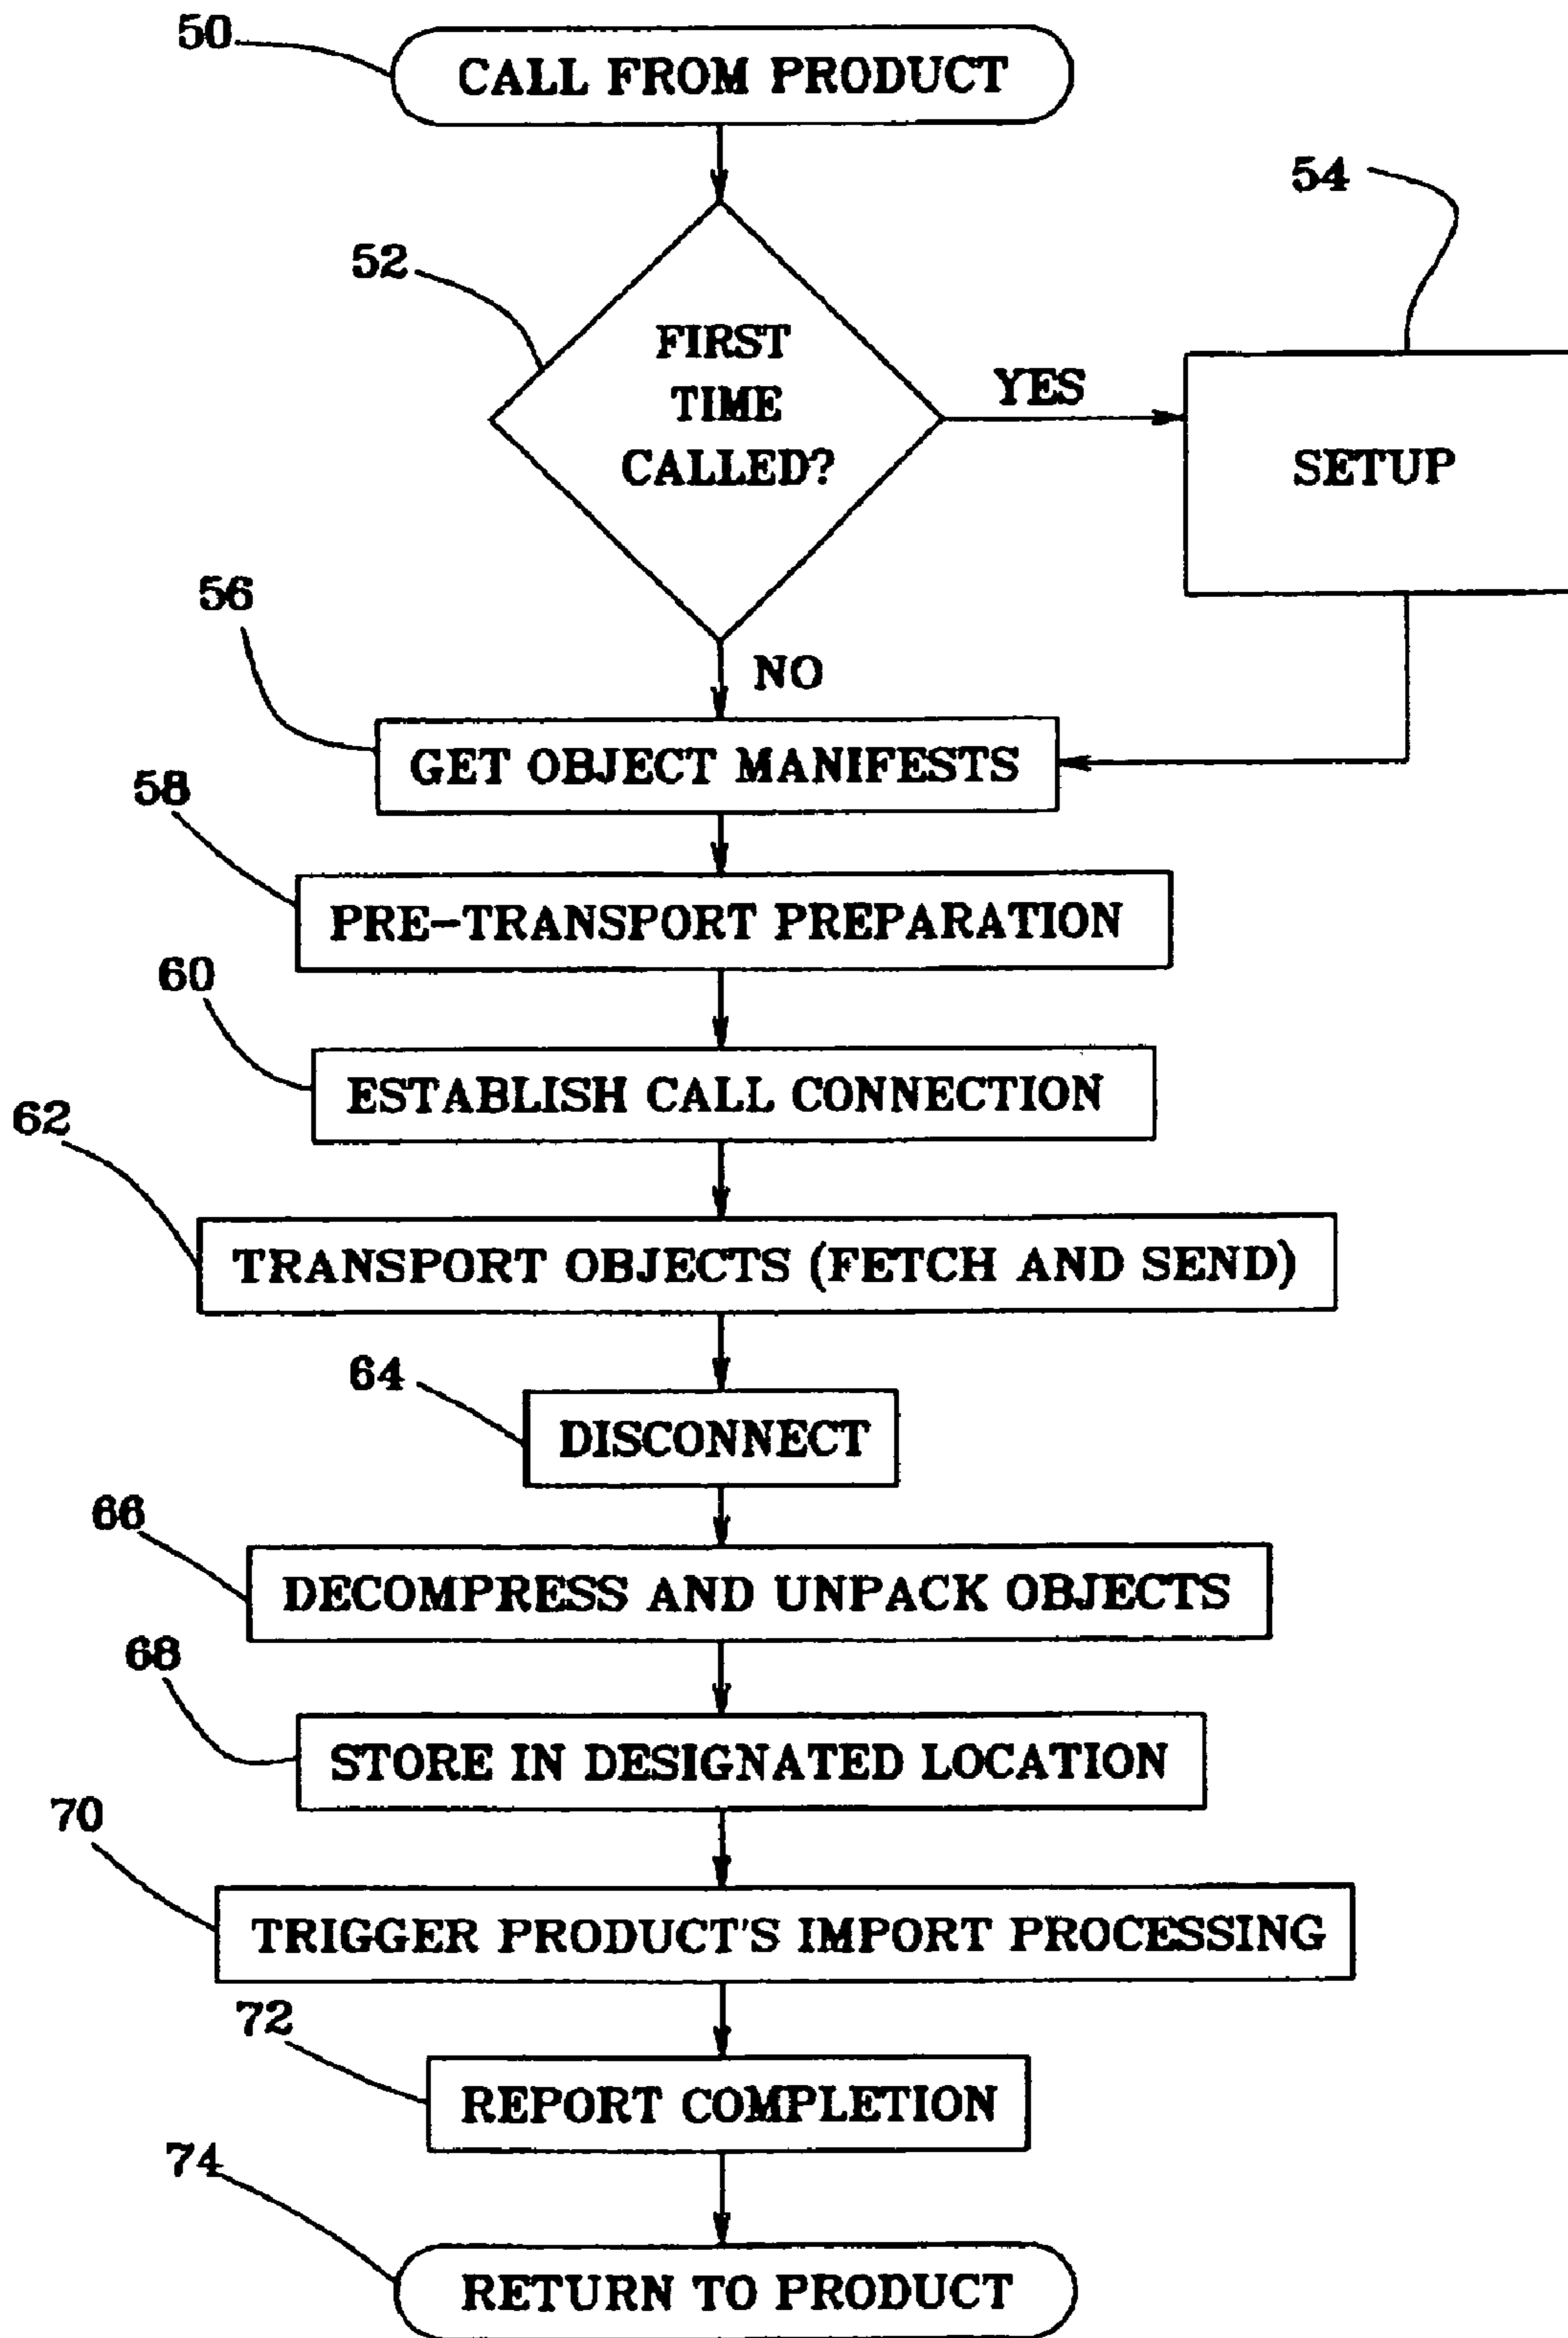 50
CALL FROM PRODUCT
54
52
FIRST
TIME
CALLED?
YES
SETUP
56
NO
GET OBJECT MANIFESTS
58
PRE-TRANSPORT PREPARATION
60
ESTABLISH CALL CONNECTION
62
TRANSPORT OBJECTS (FETCH AND SEND)
64
DISCONNECT
66
DECOMPRESS AND UNPACK OBJECTS
68
STORE IN DESIGNATED LOCATION
70
TRIGGER PRODUCT'S IMPORT PROCESSING
72
REPORT COMPLETION
74
RETURN TO PRODUCT